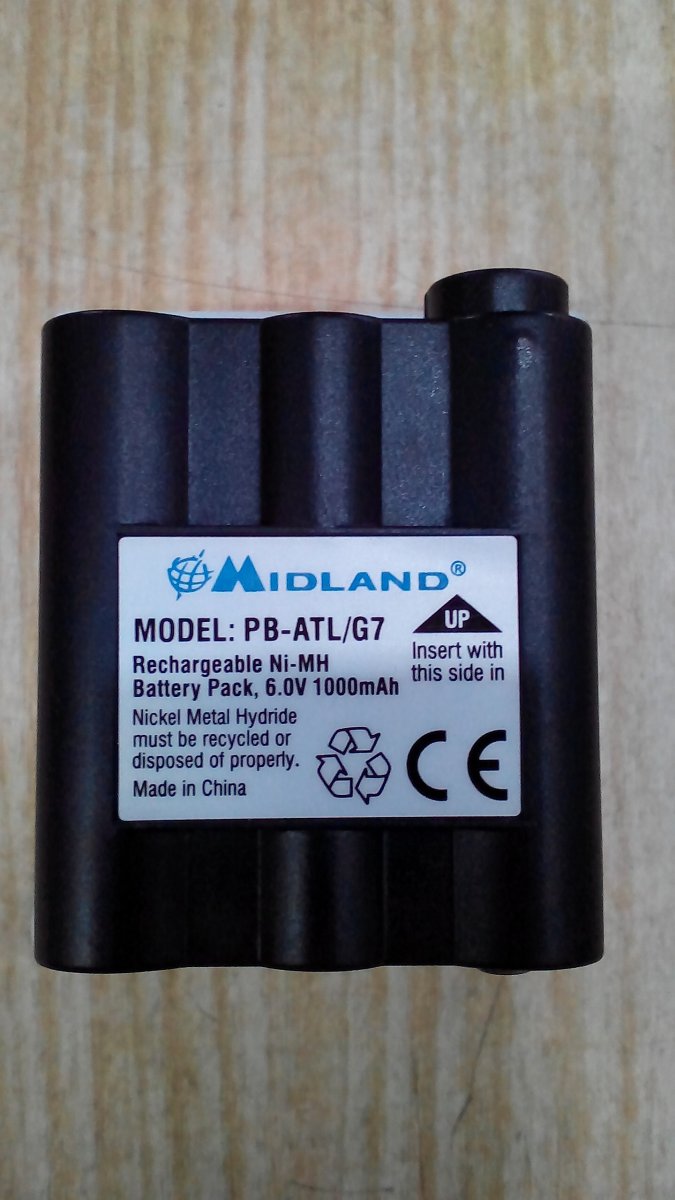 MIDLAND®
MODEL: PB-ATL/G7
Rechargeable Ni-MH
Battery Pack, 6.0V 1000mAh
UP
Insert with
this side in
Nickel Metal Hydride
must be recycled or
disposed of properly.
Made in China
CE